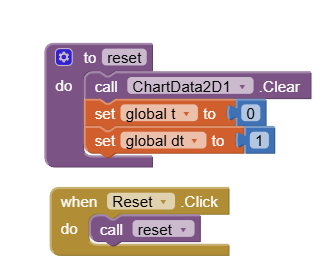 to reset
do call ChartData2D1 .Clear
set global t to 0
set global dt to 1
when Reset .Click
do call reset